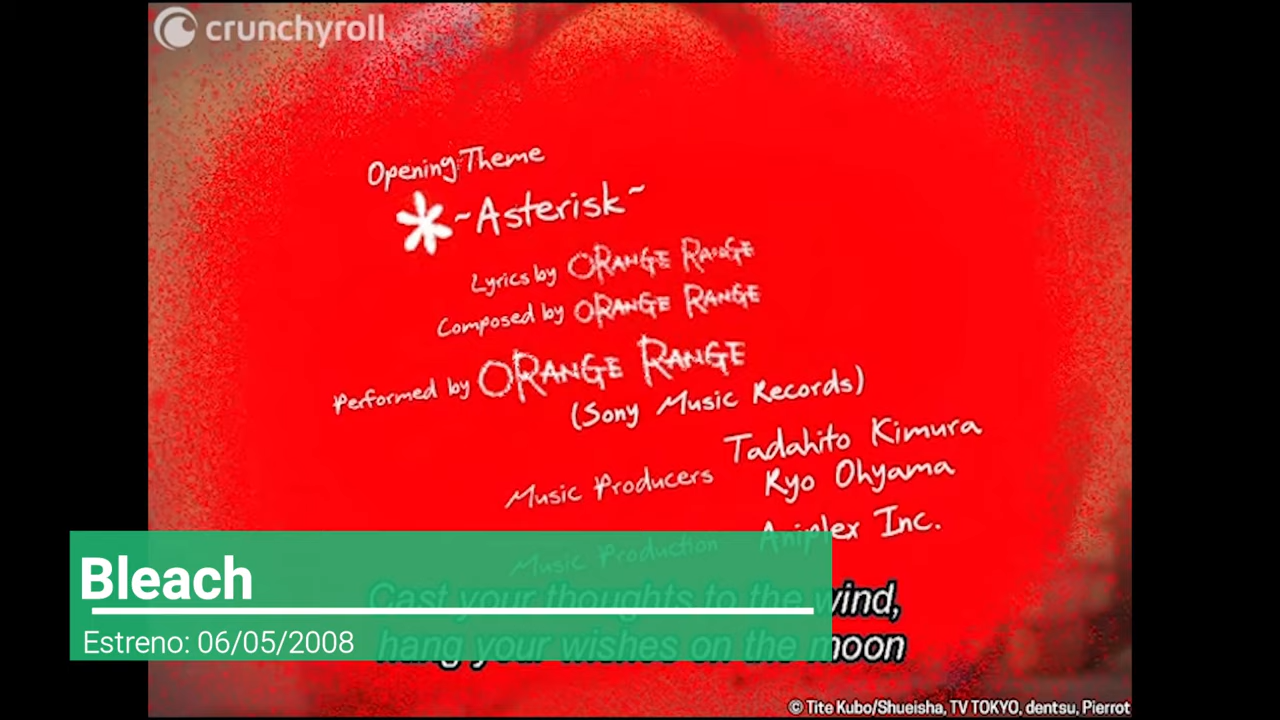 crunchyroll
Opening Theme
*~Asterisk~
Lyrics by ORANGE RANGE
Composed by ORANGE RANGE
Performed by ORANGE RANGE
(Sony Music Records)
Tadahito Kimura
Music Producers Ryo Ohyama
Music Production Aniplex Inc.
Bleach
Cast your thoughts to the wind,
Estreno: 06/05/2008
hang your wishes on the moon
© Tite Kubo/Shueisha, TV TOKYO, dentsu, Pierrot